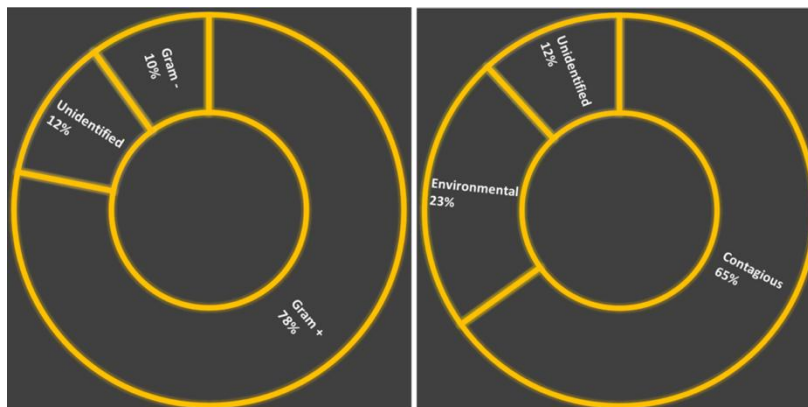 Gram -
10%
Unidentified
12%
Gram +
78%
Unidentified
12%
Environmental
23%
Contagious
65%